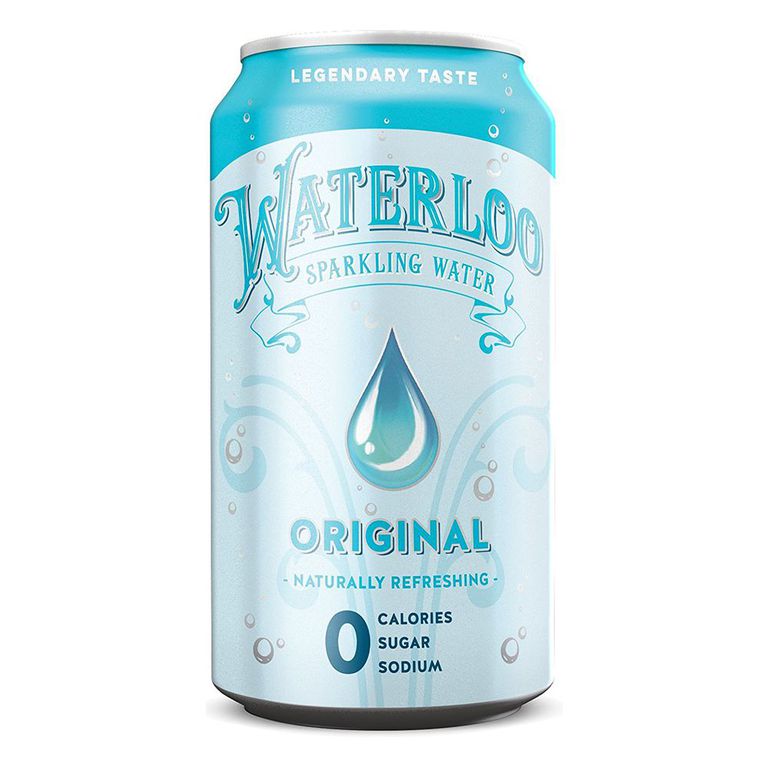 LEGENDARY TASTE
WATERLOO
SPARKLING WATER
ORIGINAL
- NATURALLY REFRESHING -
0 CALORIES
SUGAR
SODIUM